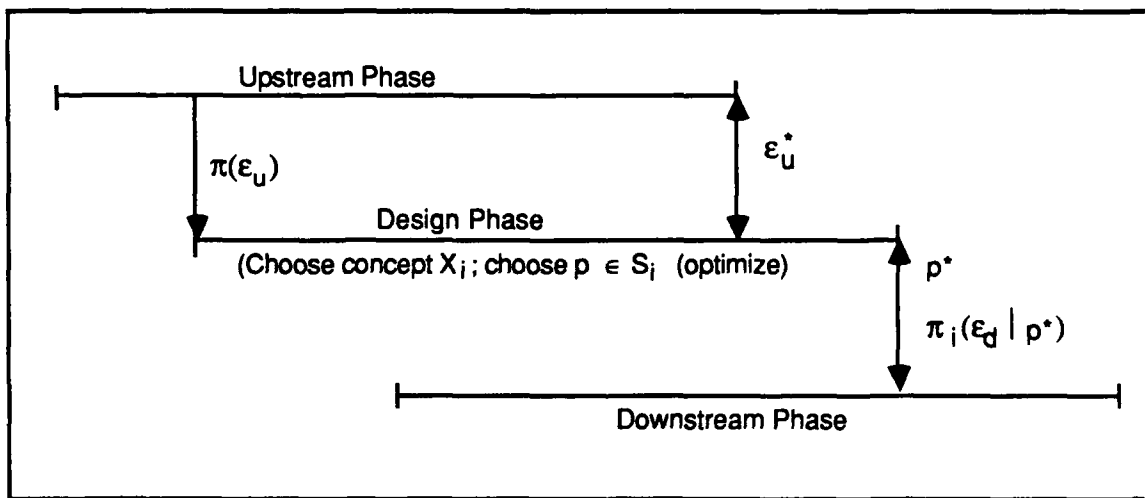 Upstream Phase
π(ε_u)
ε_u^*
Design Phase
(Choose concept X_i ; choose p ∈ S_i (optimize)
p*
π_i(ε_d | p*)
Downstream Phase